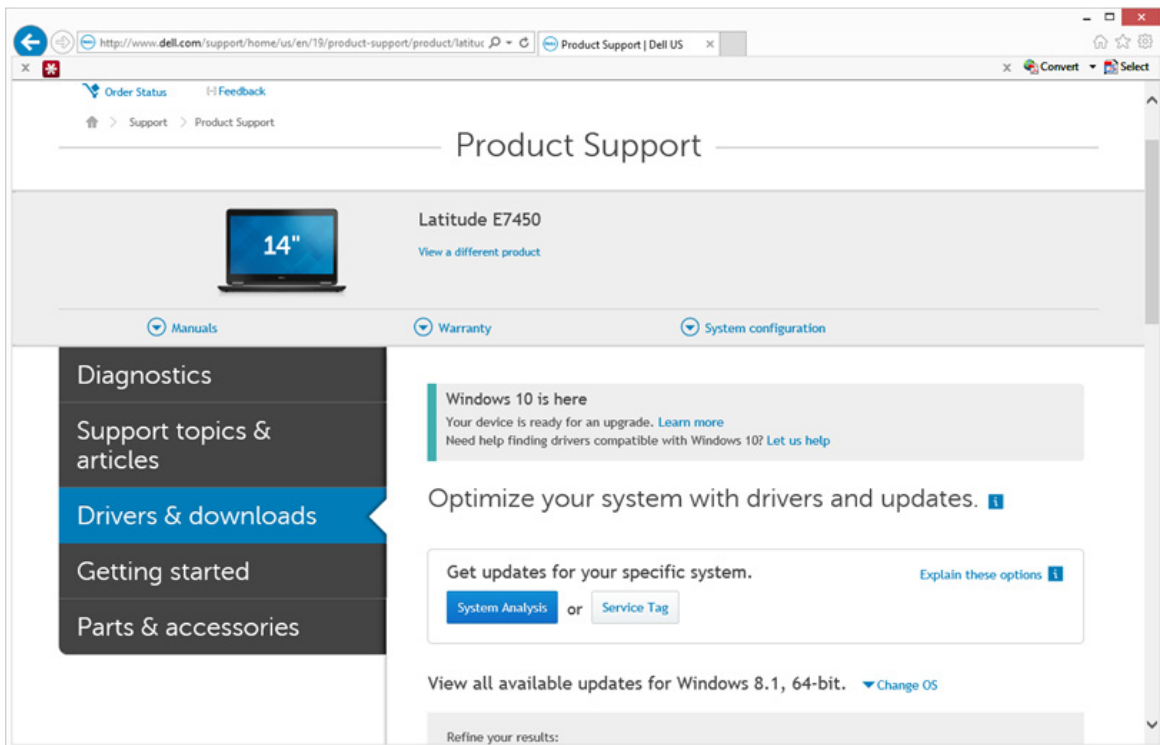 http://www.dell.com/support/home/us/en/19/product-support/product/latituc
Product Support | Dell US
Convert
Select
Order Status
Feedback
Support > Product Support
Product Support
14"
Latitude E7450
View a different product
Manuals
Warranty
System configuration
Diagnostics
Support topics &
articles
Drivers & downloads
Getting started
Parts & accessories
Windows 10 is here
Your device is ready for an upgrade. Learn more
Need help finding drivers compatible with Windows 10? Let us help
Optimize your system with drivers and updates.
Get updates for your specific system.
Explain these options
System Analysis or Service Tag
View all available updates for Windows 8.1, 64-bit. Change OS
Refine your results: